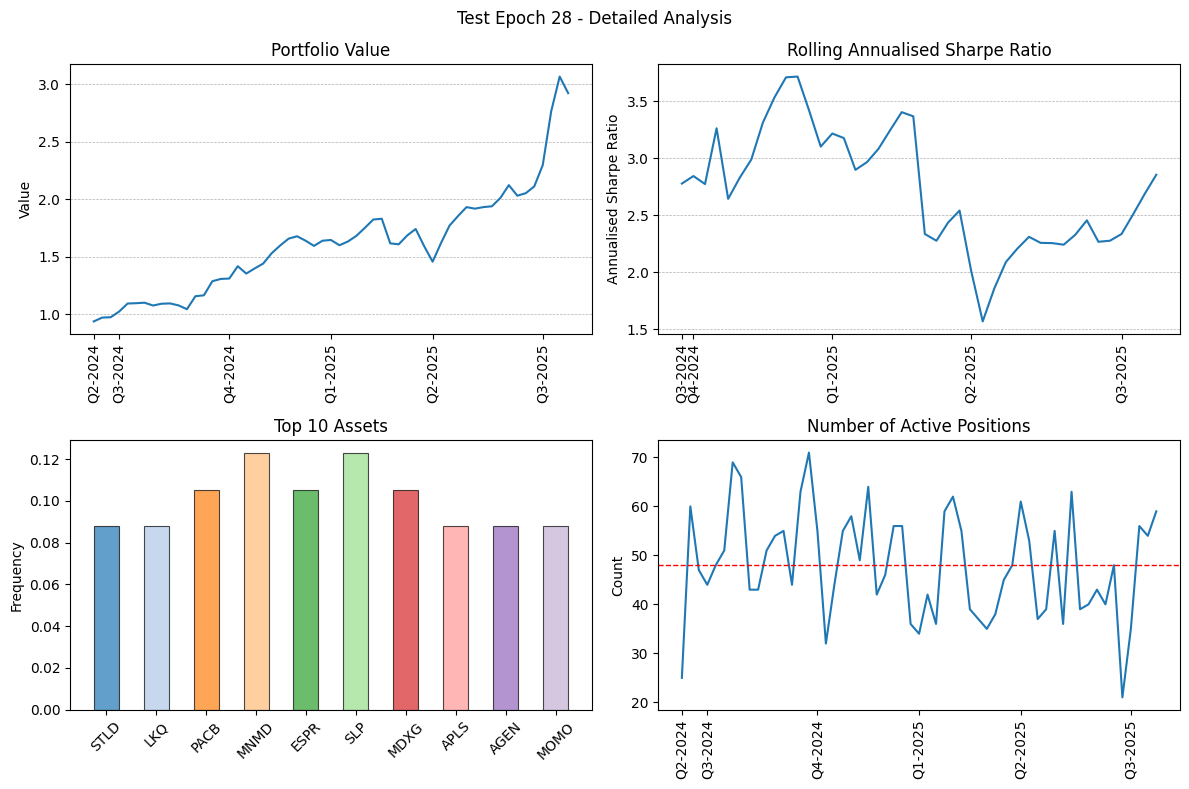 Test Epoch 28 - Detailed Analysis
Portfolio Value
Value
3.0
2.5
2.0
1.5
1.0
Q2-2024
Q3-2024
Q4-2024
Q1-2025
Q2-2025
Q3-2025
Rolling Annualised Sharpe Ratio
Annualised Sharpe Ratio
3.5
3.0
2.5
2.0
1.5
Q3-2024
Q4-2024
Q1-2025
Q2-2025
Q3-2025
Top 10 Assets
Frequency
0.12
0.10
0.08
0.06
0.04
0.02
0.00
STLD
LKQ
PACB
MNMD
ESPR
SLP
MDXG
APLS
AGEN
MOMO
Number of Active Positions
Count
70
60
50
40
30
20
Q2-2024
Q3-2024
Q4-2024
Q1-2025
Q2-2025
Q3-2025